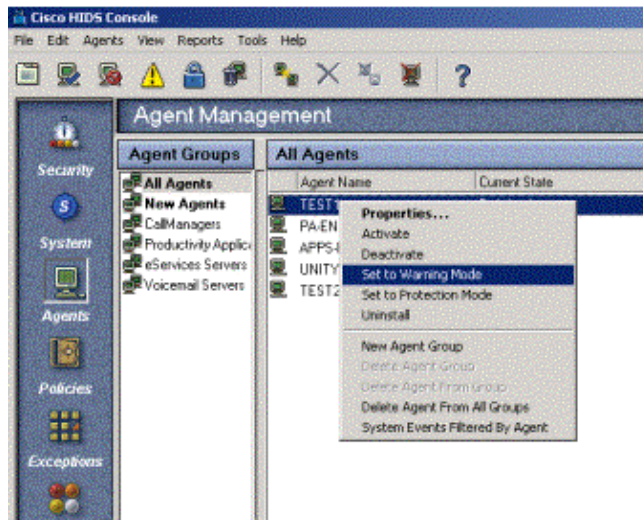 Cisco HIDS Console
File Edit Agents View Reports Tools Help
Agent Management
Security
System
Agents
Policies
Exceptions
Agent Groups
All Agents
New Agents
CallManagers
Productivity Applic
eServices Servers
Voicemail Servers
All Agents
Agent Name Current State
TEST
PA-EN
APPS-
UNITY
TEST2
Properties...
Activate
Deactivate
Set to Warning Mode
Set to Protection Mode
Uninstall
New Agent Group
Delete Agent Group
Delete Agent From Group
Delete Agent From All Groups
System Events Filtered By Agent